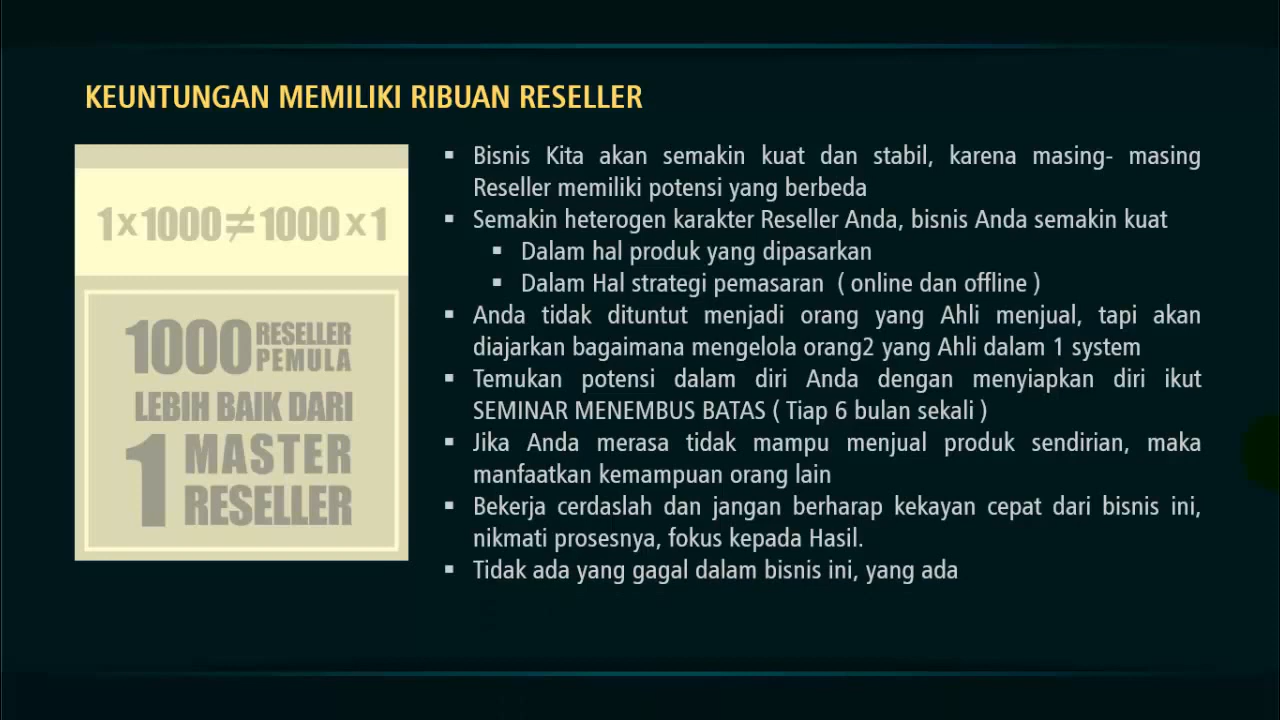 KEUNTUNGAN MEMILIKI RIBUAN RESELLER
1x1000≠1000x1
1000 RESELLER
PEMULA
LEBIH BAIK DARI
1 MASTER
RESELLER
▪ Bisnis Kita akan semakin kuat dan stabil, karena masing- masing
Reseller memiliki potensi yang berbeda
▪ Semakin heterogen karakter Reseller Anda, bisnis Anda semakin kuat
▪ Dalam hal produk yang dipasarkan
▪ Dalam Hal strategi pemasaran ( online dan offline )
▪ Anda tidak dituntut menjadi orang yang Ahli menjual, tapi akan
diajarkan bagaimana mengelola orang2 yang Ahli dalam 1 system
▪ Temukan potensi dalam diri Anda dengan menyiapkan diri ikut
SEMINAR MENEMBUS BATAS ( Tiap 6 bulan sekali )
▪ Jika Anda merasa tidak mampu menjual produk sendirian, maka
manfaatkan kemampuan orang lain
▪ Bekerja cerdaslah dan jangan berharap kekayan cepat dari bisnis ini,
nikmati prosesnya, fokus kepada Hasil.
▪ Tidak ada yang gagal dalam bisnis ini, yang ada